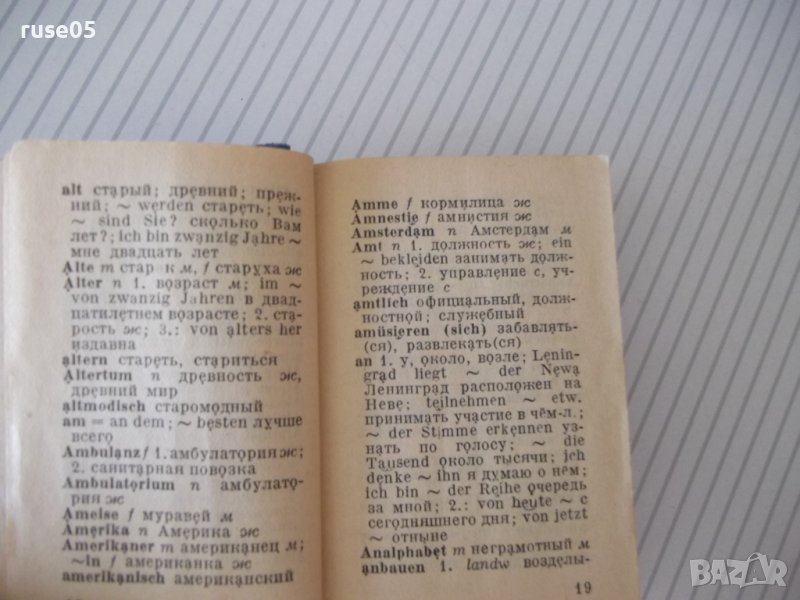 ruse05
alt старый; древний; преж-
ний; ~ werden стареть; wie
~ sind Sie? сколько Вам
лет?; ich bin zwanzig Jahre ~
мне двадцать лет
Alte m стар к м, f старуха ж
Alter n 1. возраст м; im ~
von zwanzig Jahren в двад-
цатилетнем возрасте; 2. ста-
рость ж; 3.: von alters her
издавна
altern стареть, стариться
Altertum n древность ж,
древний мир
altmodisch старомодный
am = an dem; ~ besten лучше
всего
Ambulanz f 1. амбулатория ж;
2. санитарная повозка
Ambulatorium n амбулато-
рия ж
Ameise f муравей м
Amerika n Америка ж
Amerikaner m американец м;
~in f американка ж
amerikanisch американский
Amme f кормилица ж
Amnestie f амнистия ж
Amsterdam n Амстердам м
Amt n 1. должность ж; ein
~ bekleiden занимать долж-
ность; 2. управление с, уч-
реждение с
amtlich официальный, долж-
ностной; служебный
amüsieren (sich) забавлять-
(ся), развлекать(ся)
an 1. у, около, возле; Lenin-
grad liegt ~ der Newa
Ленинград расположен на
Неве; teilnehmen ~ etw.
принимать участие в чём-л.;
~ der Stimme erkennen уз-
нать по голосу; ~ die
Tausend около тысячи; ich
denke ~ ihn я думаю о нём;
ich bin ~ der Reihe очередь
за мной; 2.: von heute ~ с
сегодняшнего дня; von jetzt
~ отныне
Analphabet m неграмотный м
anbauen 1. landw возделы-
19
BAZAR
.bg